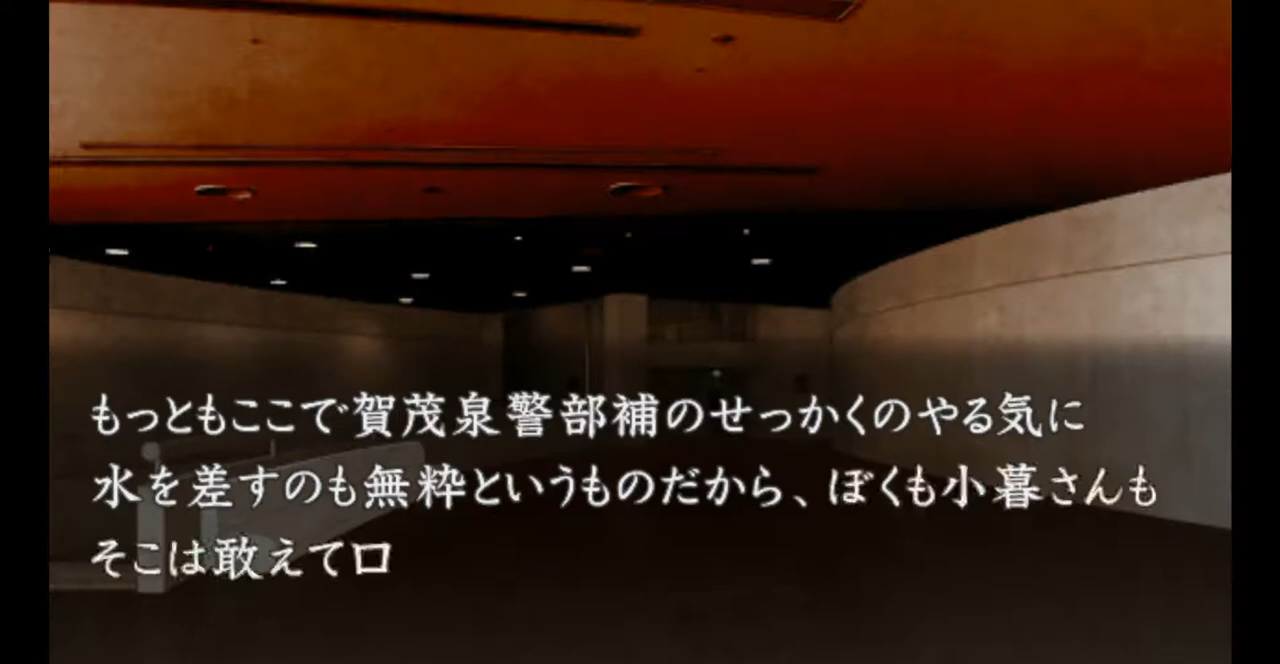 もっともここで賀茂泉警部補のせっかくのやる気に
水を差すのも無粋というものだから、ぼくも小暮さんも
そこは敢えて口